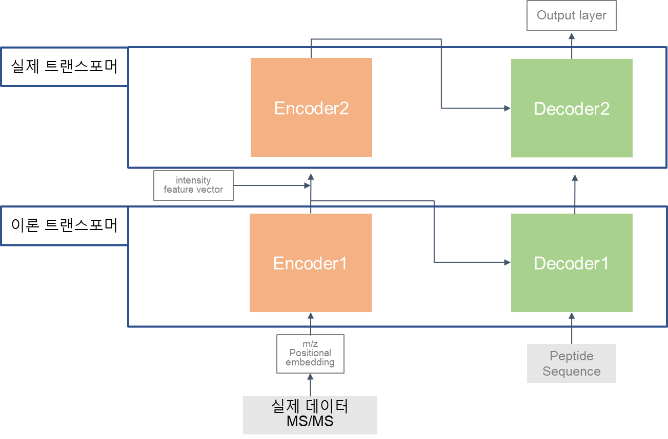 Output layer
실제 트랜스포머
Encoder2
Decoder2
intensity
feature vector
이론 트랜스포머
Encoder1
Decoder1
m/z
Positional
embedding
Peptide
Sequence
실제 데이터
MS/MS